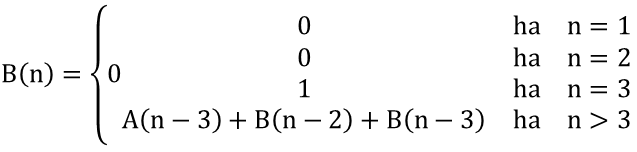 0 ha n = 1
0 ha n = 2
B(n) = { 0
1 ha n = 3
A(n − 3) + B(n − 2) + B(n − 3) ha n > 3